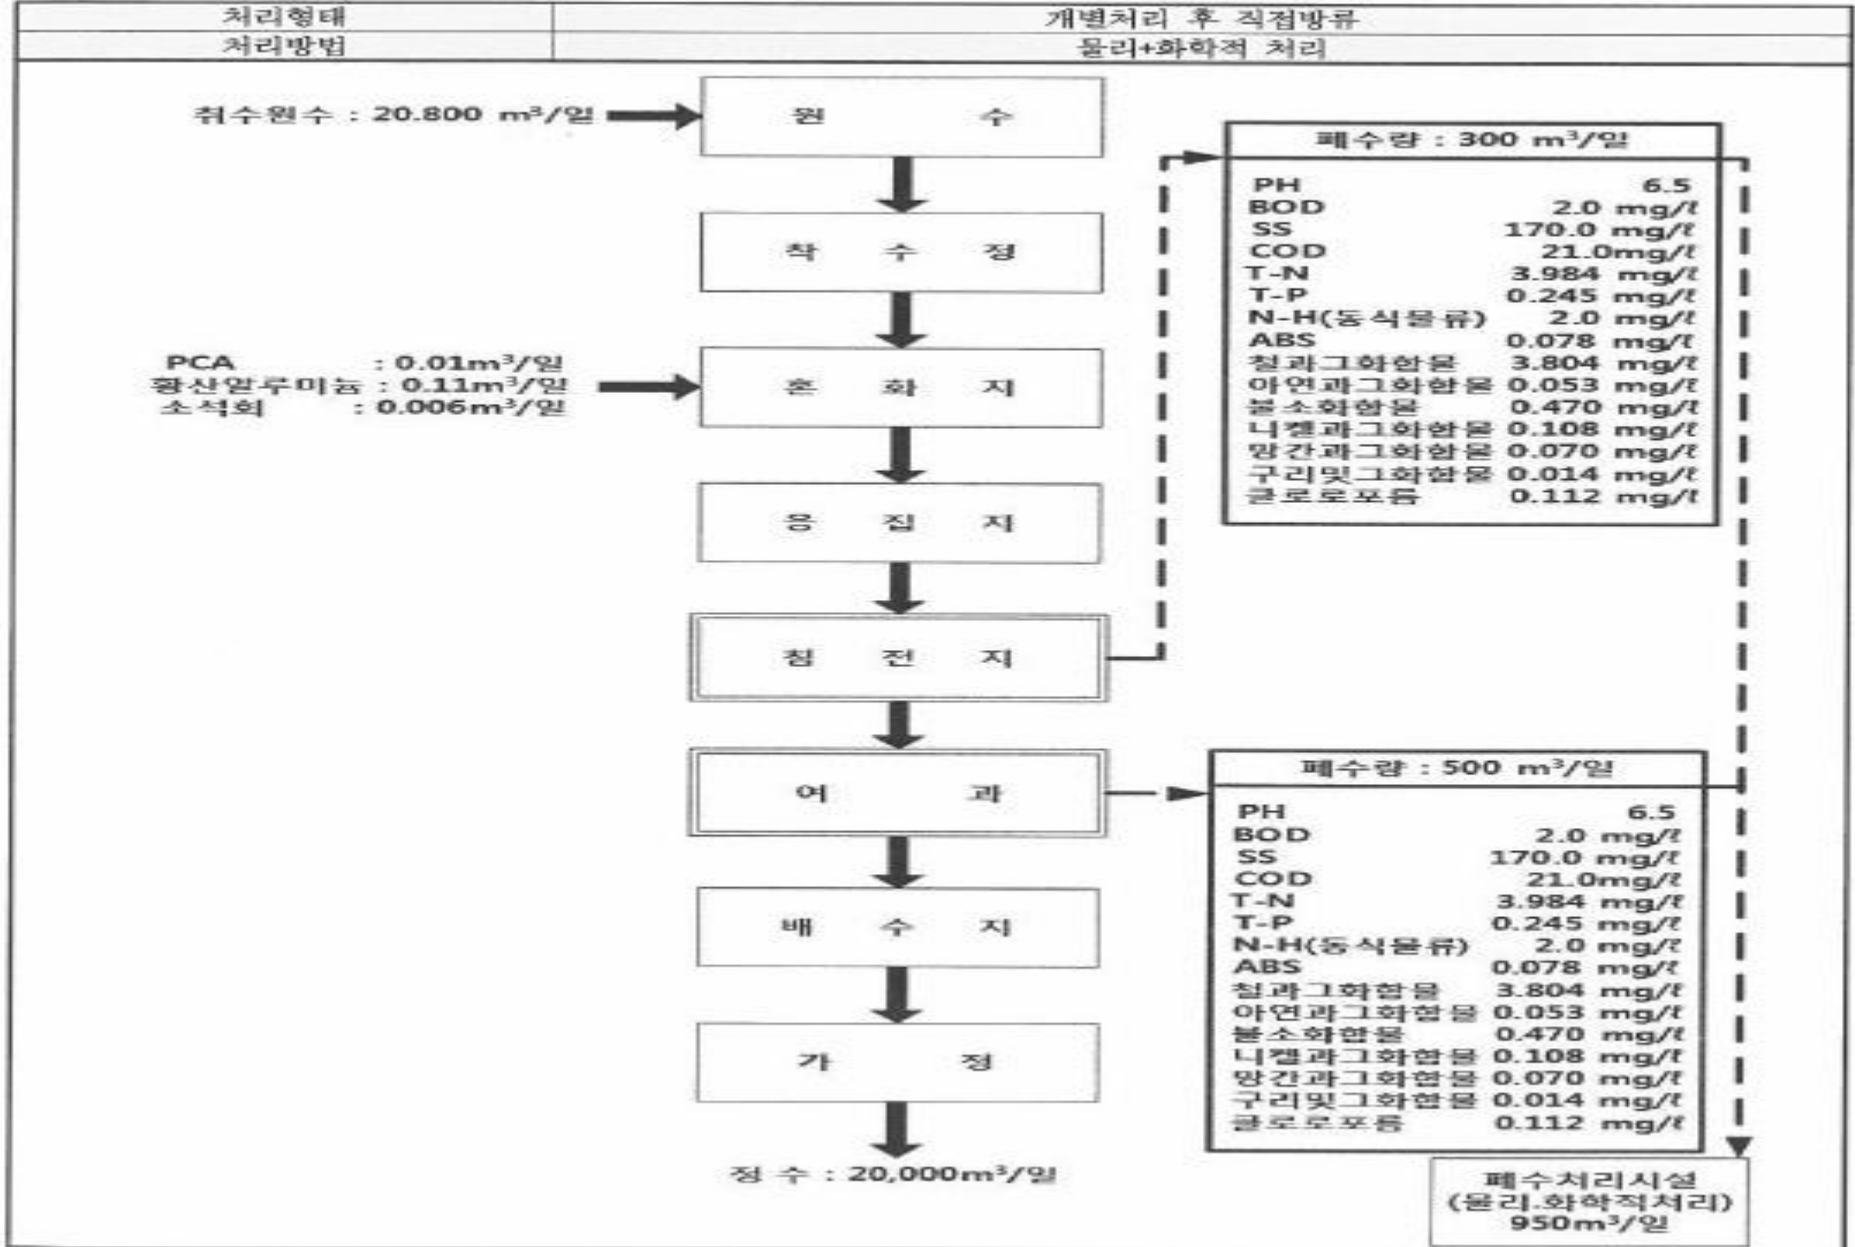 처리형태 개별처리 후 직접방류
처리방법 물리+화학적 처리
취수원수 : 20.800 m³/일
원 수
착 수 정
PCA : 0.01m³/일
황산알루미늄 : 0.11m³/일
소석회 : 0.006m³/일
혼 화 지
응 집 지
침 전 지
여 과
배 수 지
가 정
정 수 : 20,000m³/일
폐수량 : 300 m³/일
PH 6.5
BOD 2.0 mg/ℓ
SS 170.0 mg/ℓ
COD 21.0mg/ℓ
T-N 3.984 mg/ℓ
T-P 0.245 mg/ℓ
N-H(동식물류) 2.0 mg/ℓ
ABS 0.078 mg/ℓ
철과그화합물 3.804 mg/ℓ
아연과그화합물 0.053 mg/ℓ
불소화합물 0.470 mg/ℓ
니켈과그화합물 0.108 mg/ℓ
망간과그화합물 0.070 mg/ℓ
구리및그화합물 0.014 mg/ℓ
클로로포름 0.112 mg/ℓ
폐수량 : 500 m³/일
PH 6.5
BOD 2.0 mg/ℓ
SS 170.0 mg/ℓ
COD 21.0mg/ℓ
T-N 3.984 mg/ℓ
T-P 0.245 mg/ℓ
N-H(동식물류) 2.0 mg/ℓ
ABS 0.078 mg/ℓ
철과그화합물 3.804 mg/ℓ
아연과그화합물 0.053 mg/ℓ
불소화합물 0.470 mg/ℓ
니켈과그화합물 0.108 mg/ℓ
망간과그화합물 0.070 mg/ℓ
구리및그화합물 0.014 mg/ℓ
클로로포름 0.112 mg/ℓ
폐수처리시설
(물리.화학적처리)
950m³/일